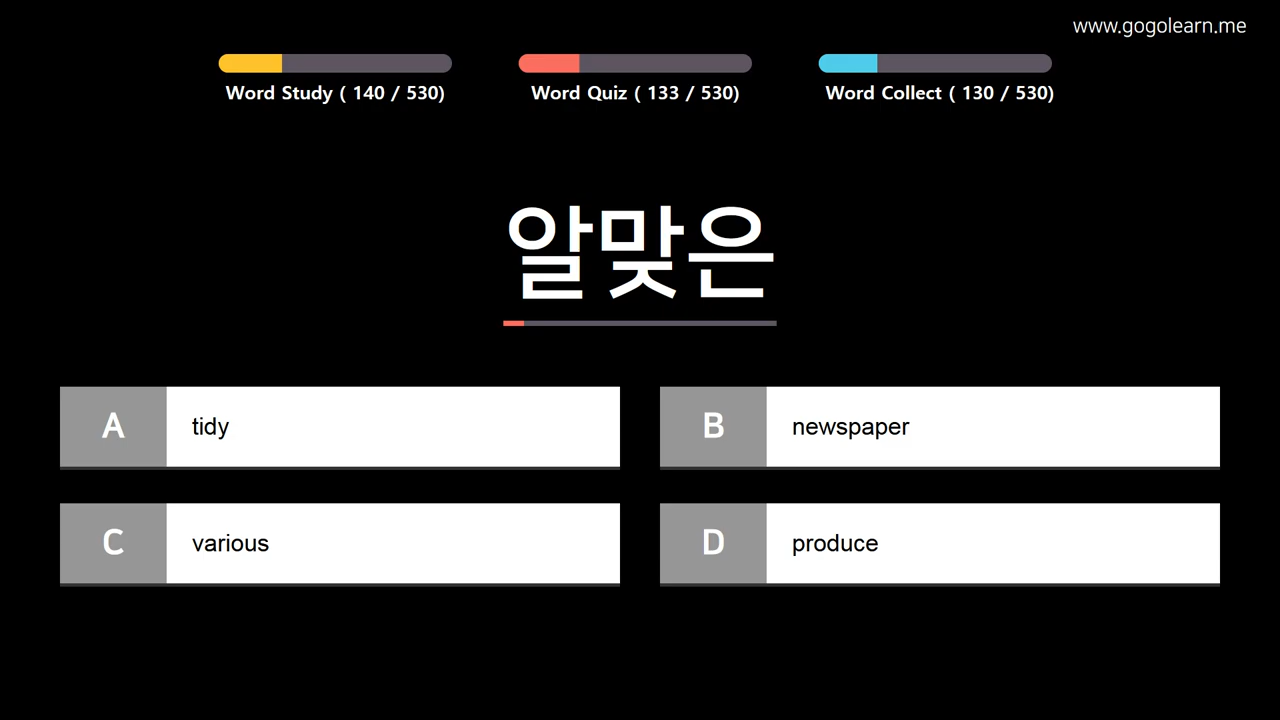 www.gogolearn.me
Word Study ( 140 / 530)
Word Quiz ( 133 / 530)
Word Collect ( 130 / 530)
알맞은
A tidy
B newspaper
C various
D produce